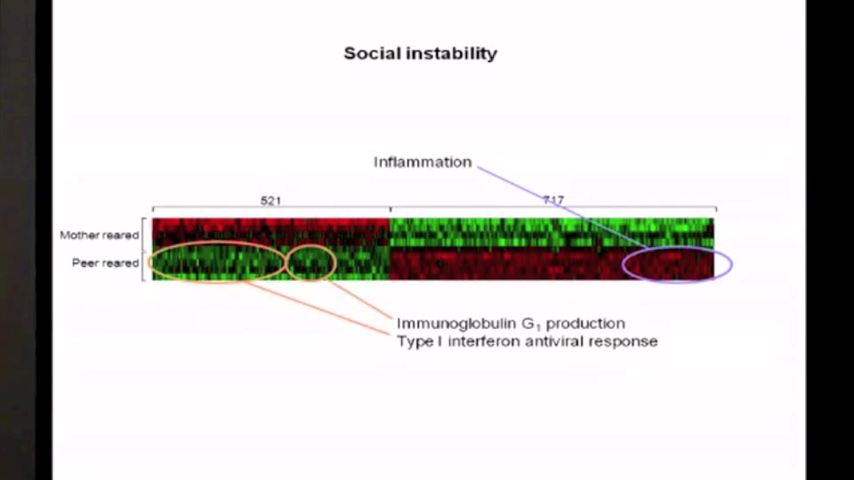 Social instability
Inflammation
521
717
Mother reared
Peer reared
Immunoglobulin G₁ production
Type I interferon antiviral response